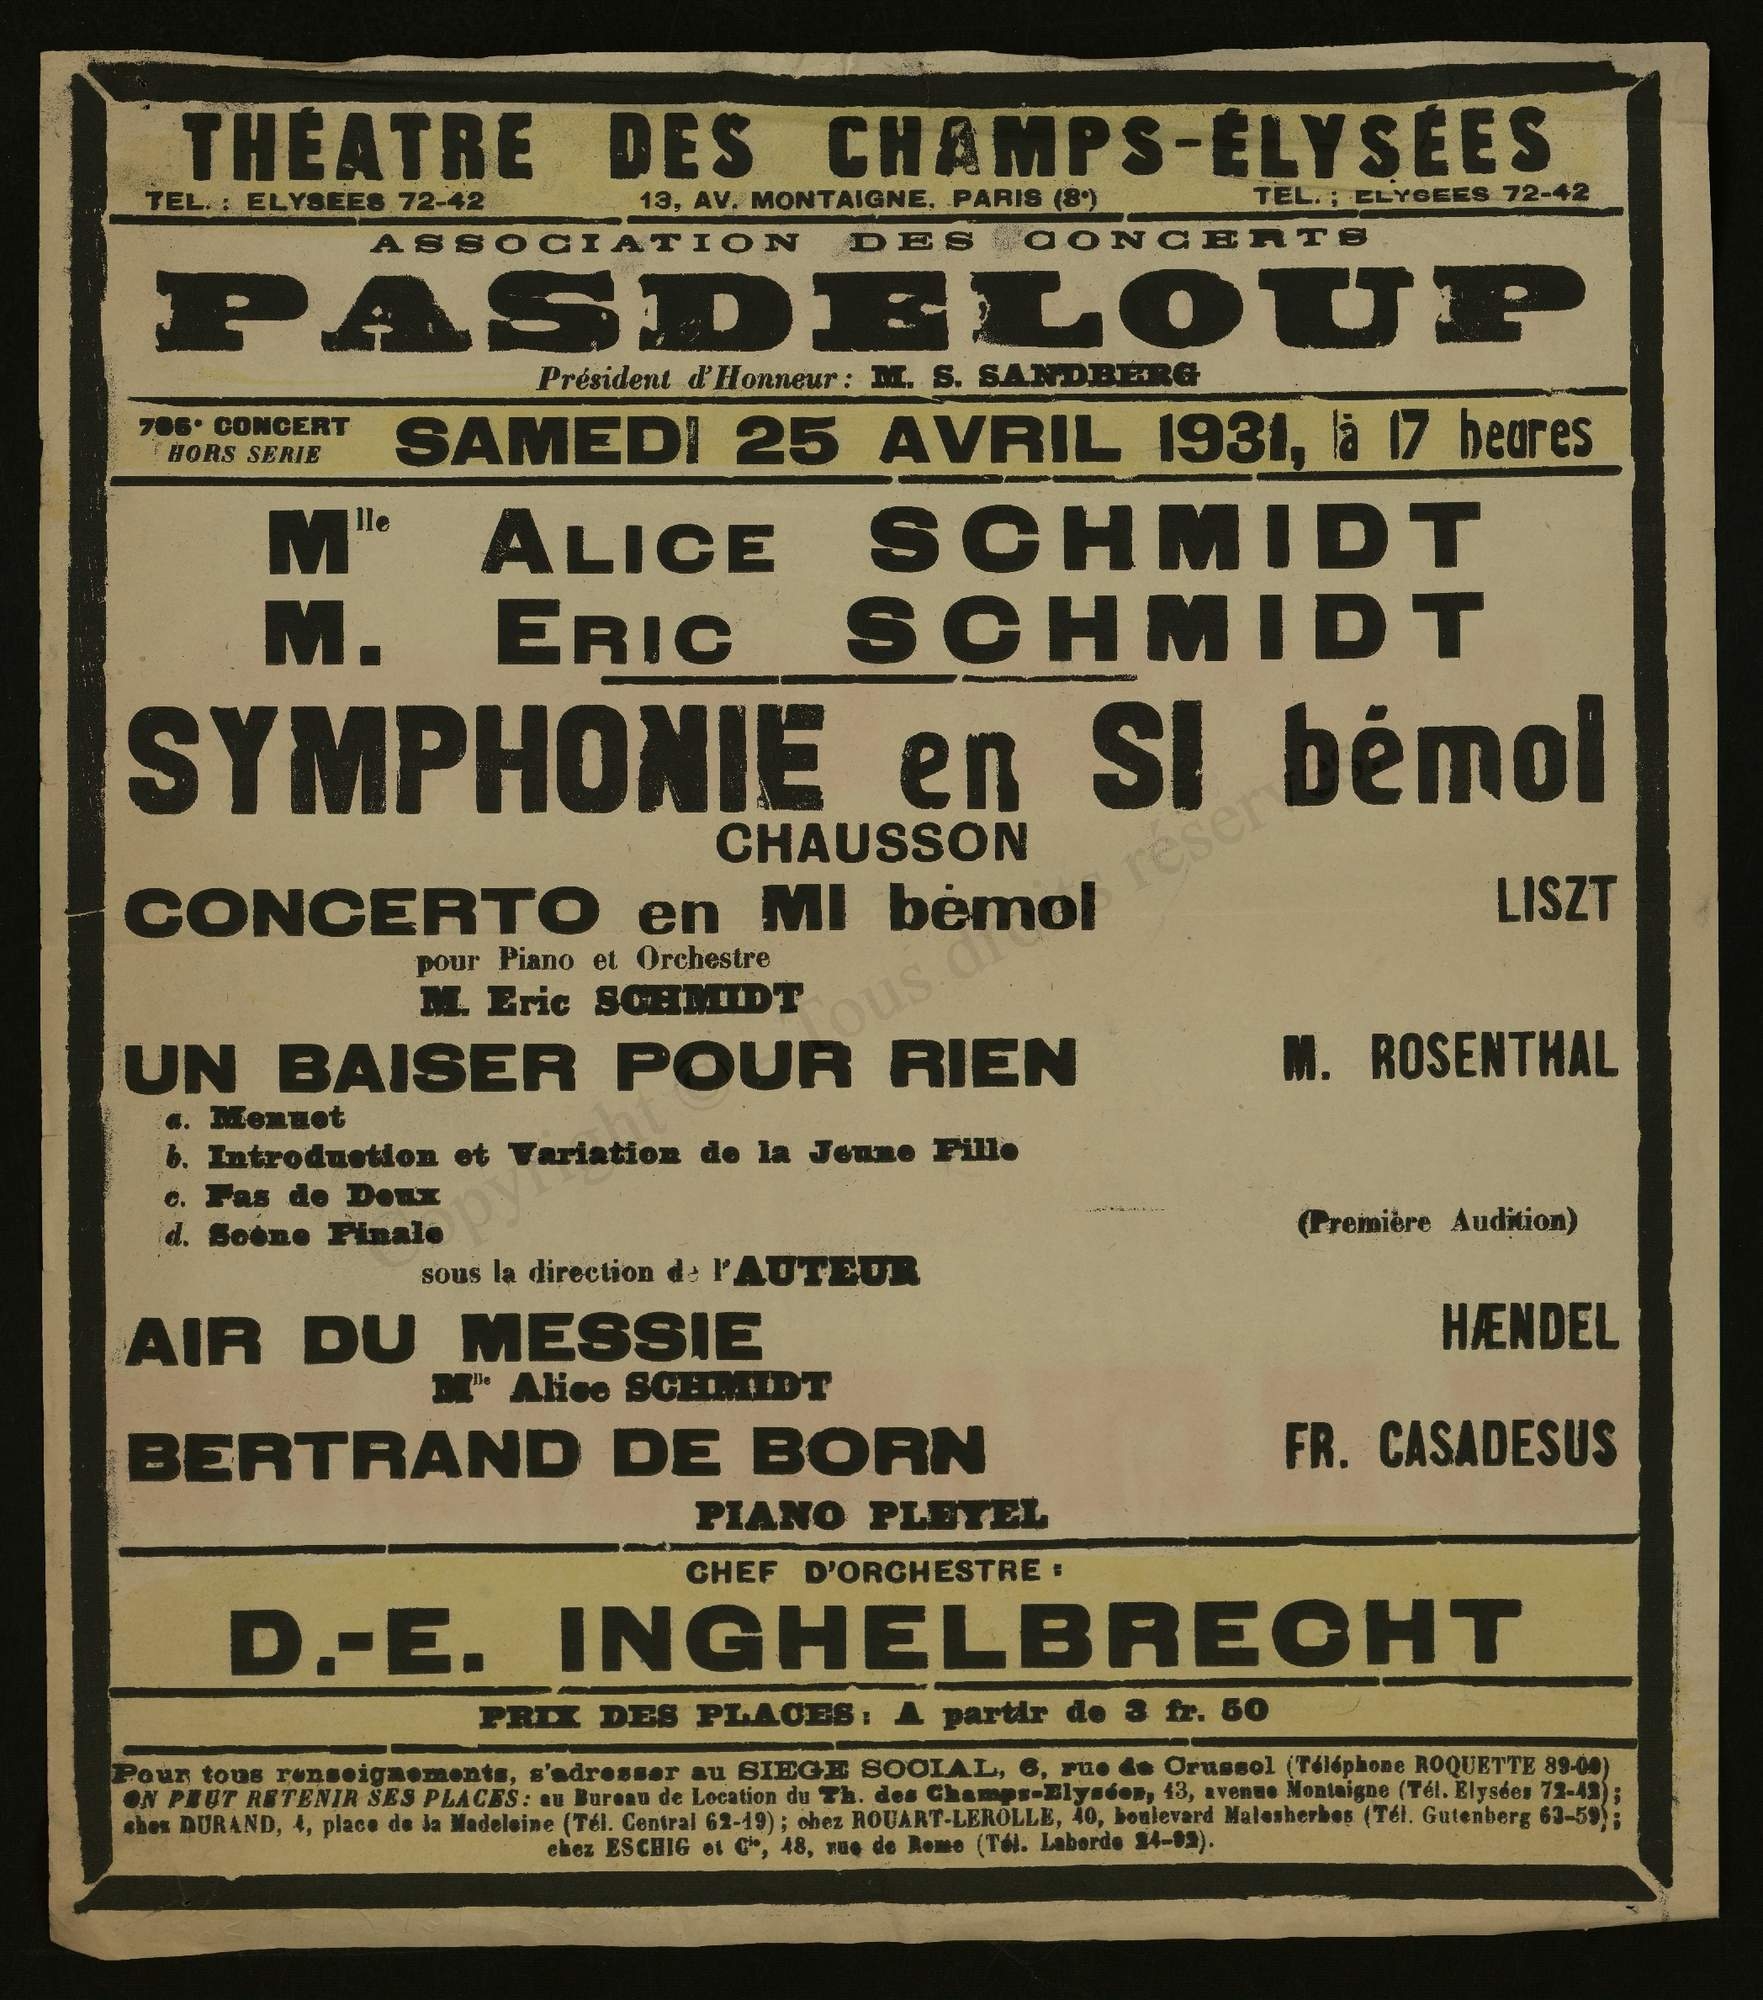 THÉATRE DES CHAMPS-ÉLYSÉES
TEL. : ELYSEES 72-42 13, AV. MONTAIGNE, PARIS (8e) TEL. : ELYSEES 72-42
ASSOCIATION DES CONCERTS
PASDELOUP
Président d'Honneur : M. S. SANDBERG
786e CONCERT
HORS SERIE
SAMEDI 25 AVRIL 1931, à 17 heures
Mlle ALICE SCHMIDT
M. ERIC SCHMIDT
SYMPHONIE en SI bémol
CHAUSSON
CONCERTO en MI bémol LISZT
pour Piano et Orchestre
M. Eric SCHMIDT
UN BAISER POUR RIEN M. ROSENTHAL
a. Menuet
b. Introduction et Variation de la Jeune Fille
c. Pas de Deux
d. Scène Finale (Première Audition)
sous la direction de l'AUTEUR
AIR DU MESSIE HÆNDEL
Mlle Alice SCHMIDT
BERTRAND DE BORN FR. CASADESUS
PIANO PLEYEL
CHEF D'ORCHESTRE :
D.-E. INGHELBRECHT
PRIX DES PLACES : A partir de 3 fr. 50
Pour tous renseignements, s'adresser au SIEGE SOCIAL, 6, rue de Crussol (Téléphone ROQUETTE 89-00)
ON PEUT RETENIR SES PLACES : au Bureau de Location du Th. des Champs-Elysées, 13, avenue Montaigne (Tél. Elysées 72-42) ;
chez DURAND, 4, place de la Madeleine (Tél. Central 62-19) ; chez ROUART-LEROLLE, 40, boulevard Malesherbes (Tél. Gutenberg 63-59) ;
chez ESCHIG et Cie, 48, rue de Rome (Tél. Laborde 24-92).
Copyright © - Tous droits réservés.